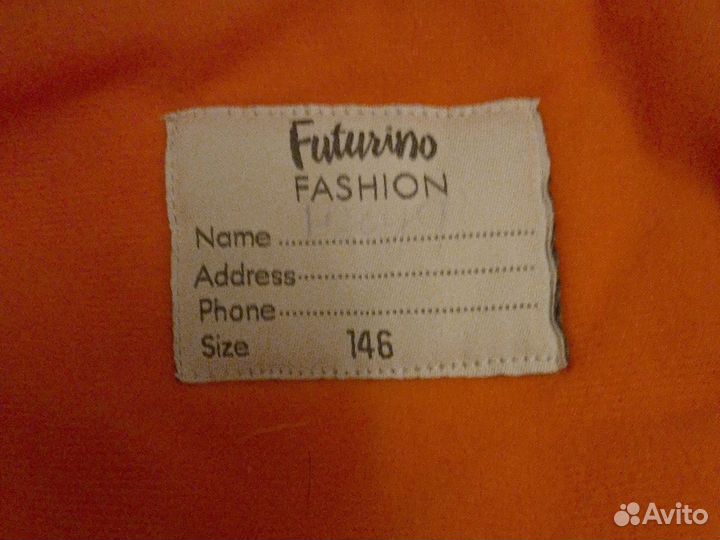 Futurino
FASHION
Name
Address
Phone
Size 146
Avito